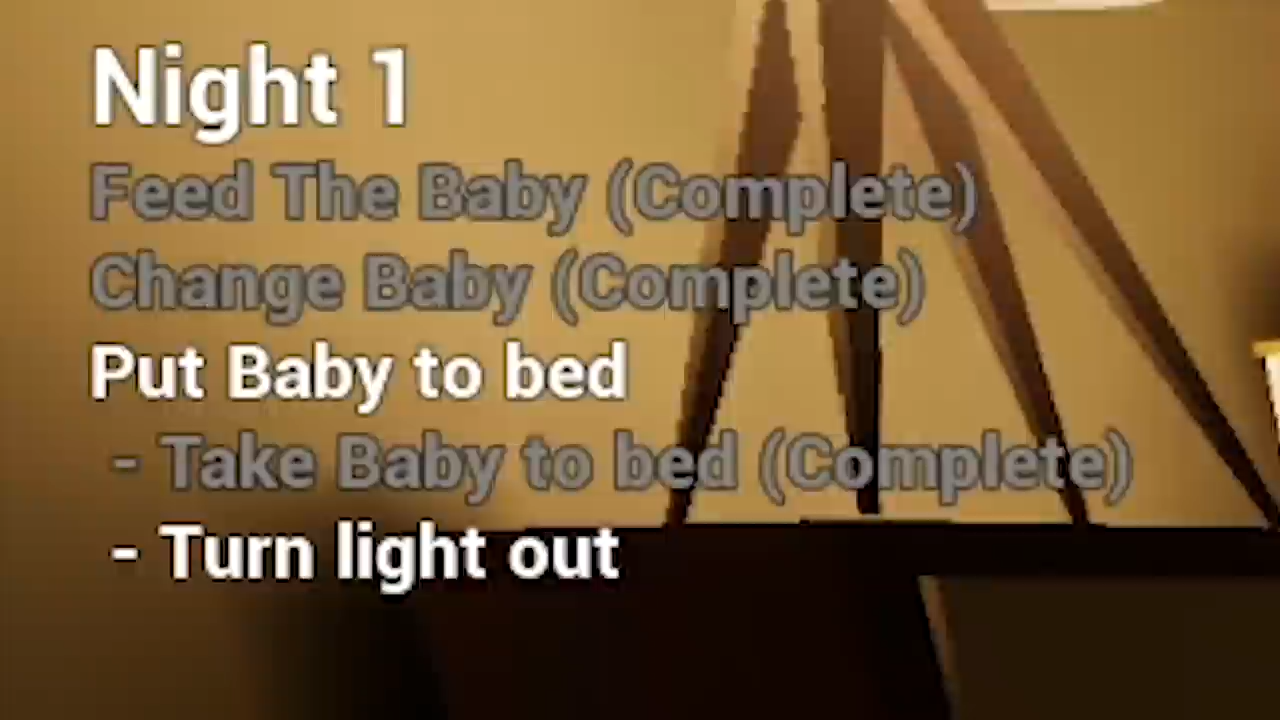 Night 1
Feed The Baby (Complete)
Change Baby (Complete)
Put Baby to bed
- Take Baby to bed (Complete)
- Turn light out